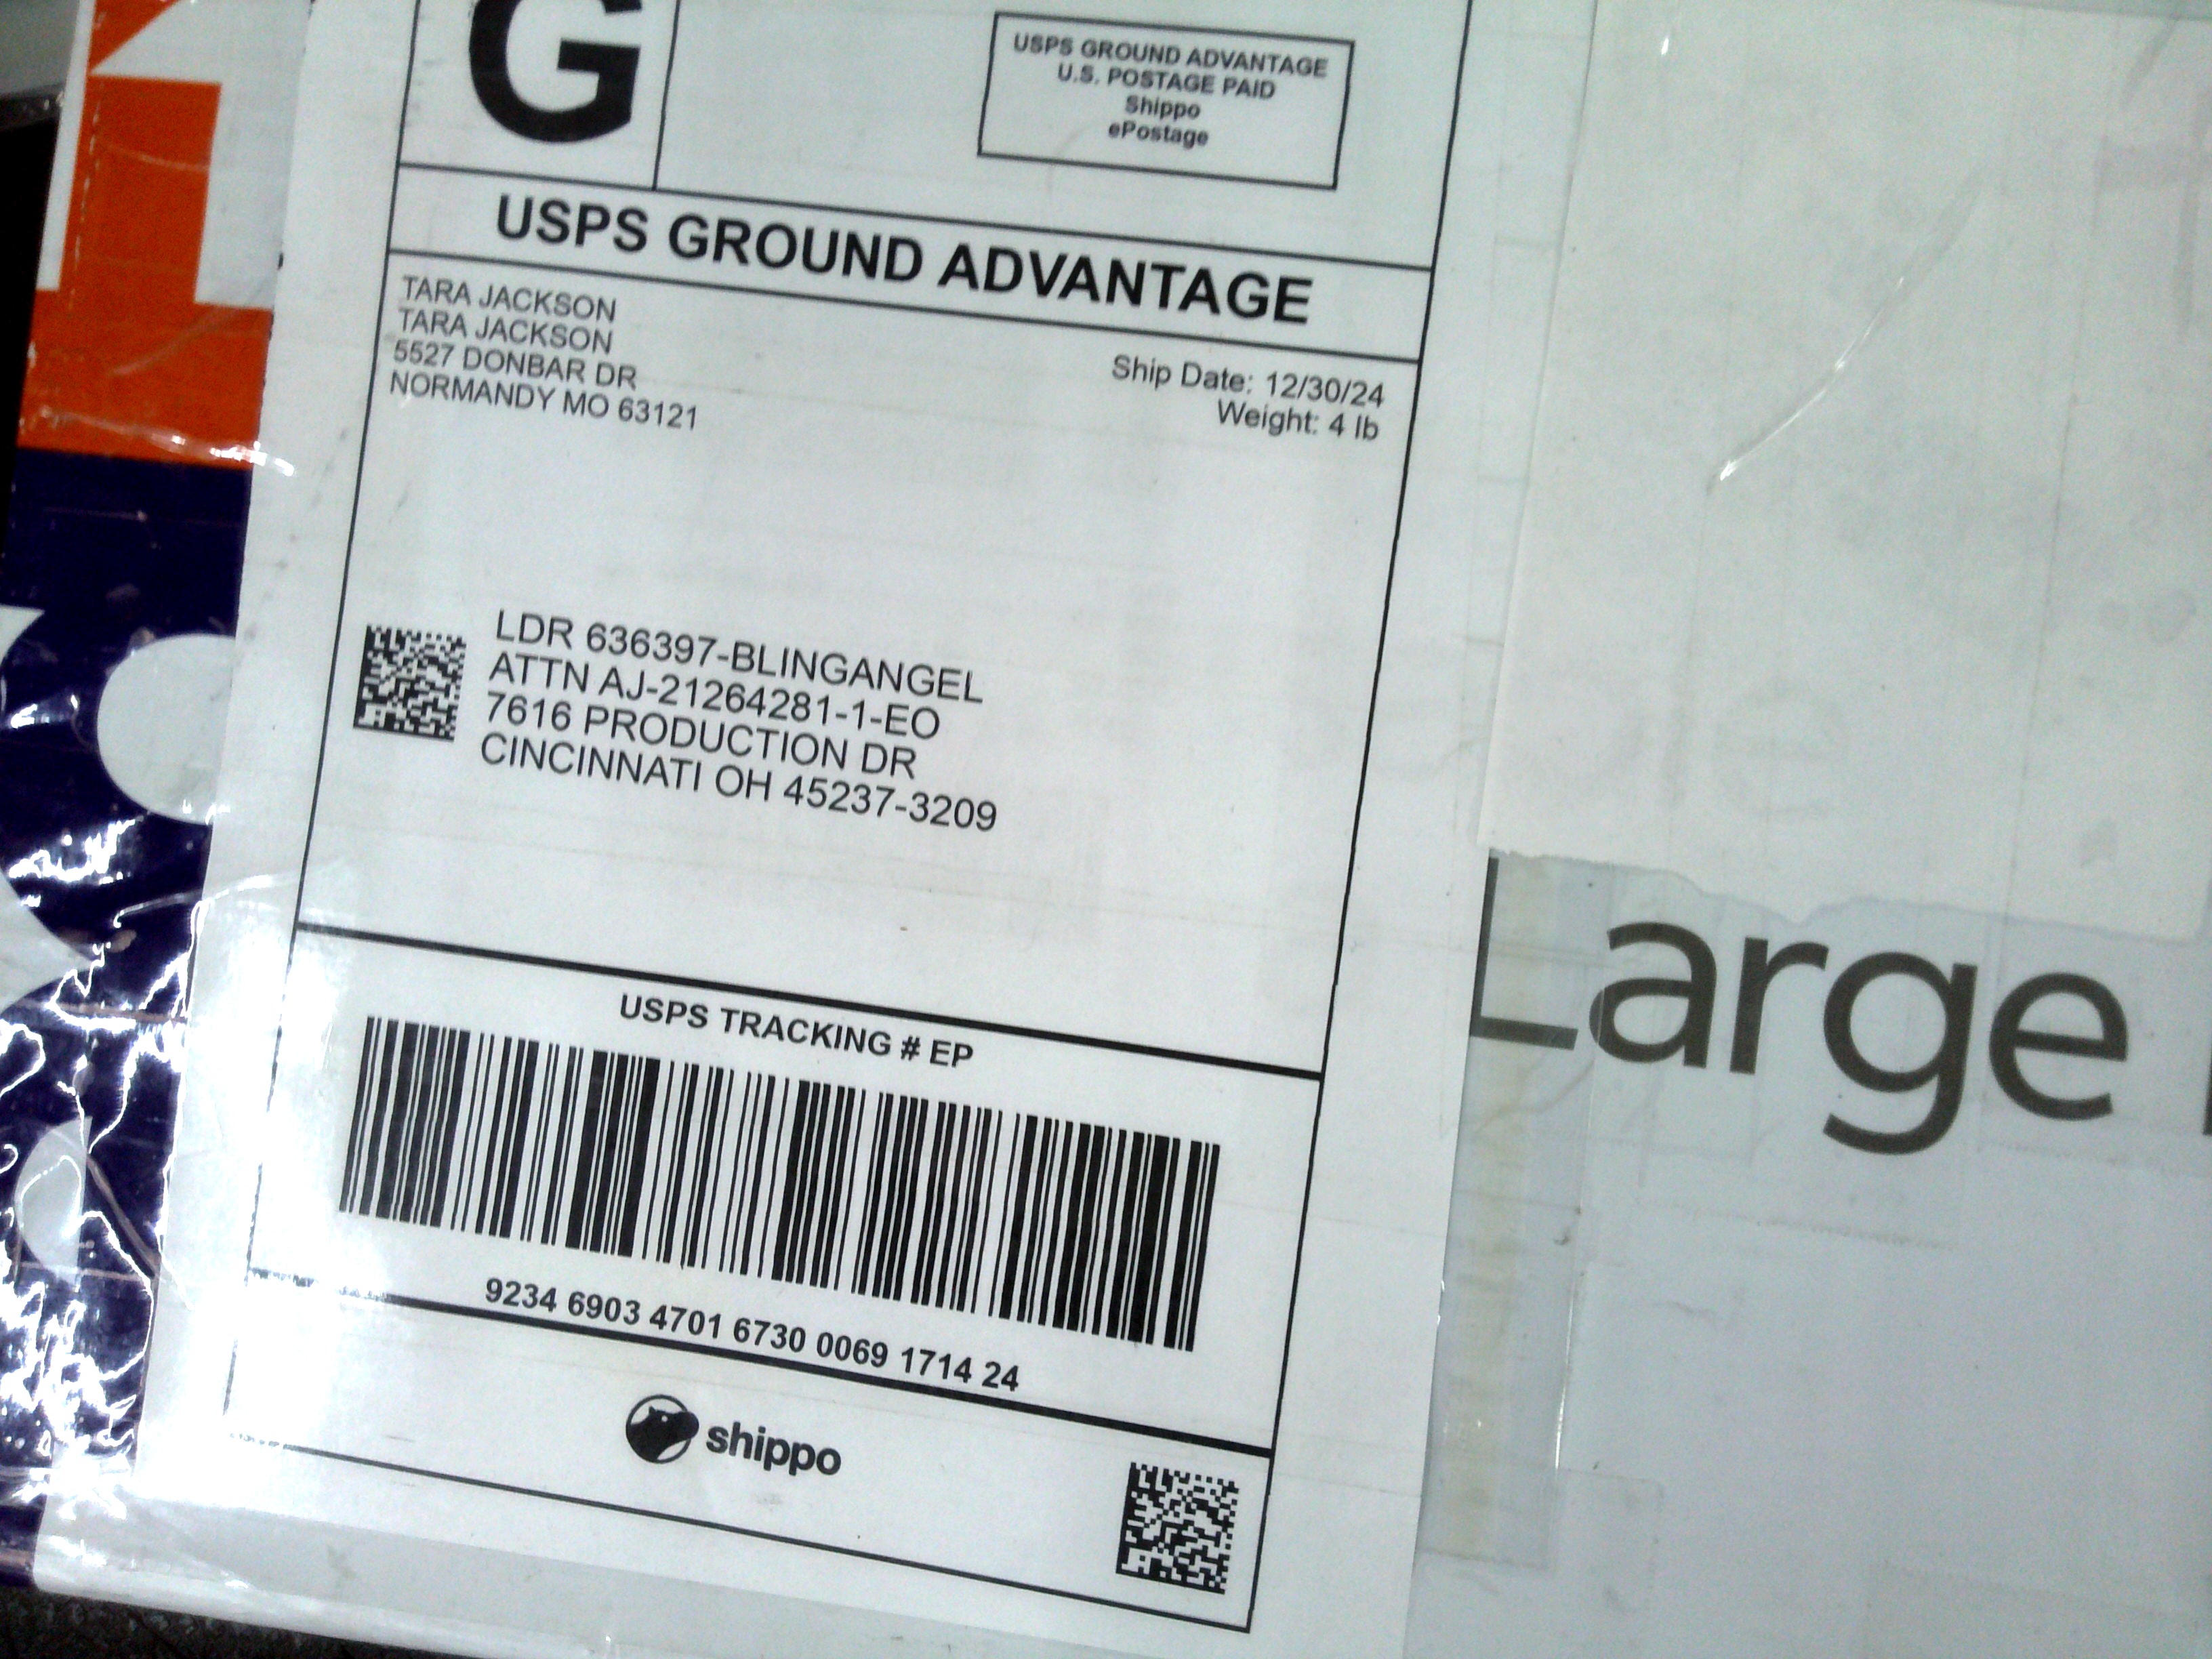 G
USPS GROUND ADVANTAGE
U.S. POSTAGE PAID
Shippo
ePostage
USPS GROUND ADVANTAGE
TARA JACKSON
TARA JACKSON
5527 DONBAR DR
NORMANDY MO 63121
Ship Date: 12/30/24
Weight: 4 lb
LDR 636397-BLINGANGEL
ATTN AJ-21264281-1-EO
7616 PRODUCTION DR
CINCINNATI OH 45237-3209
USPS TRACKING # EP
9234 6903 4701 6730 0069 1714 24
shippo
Large